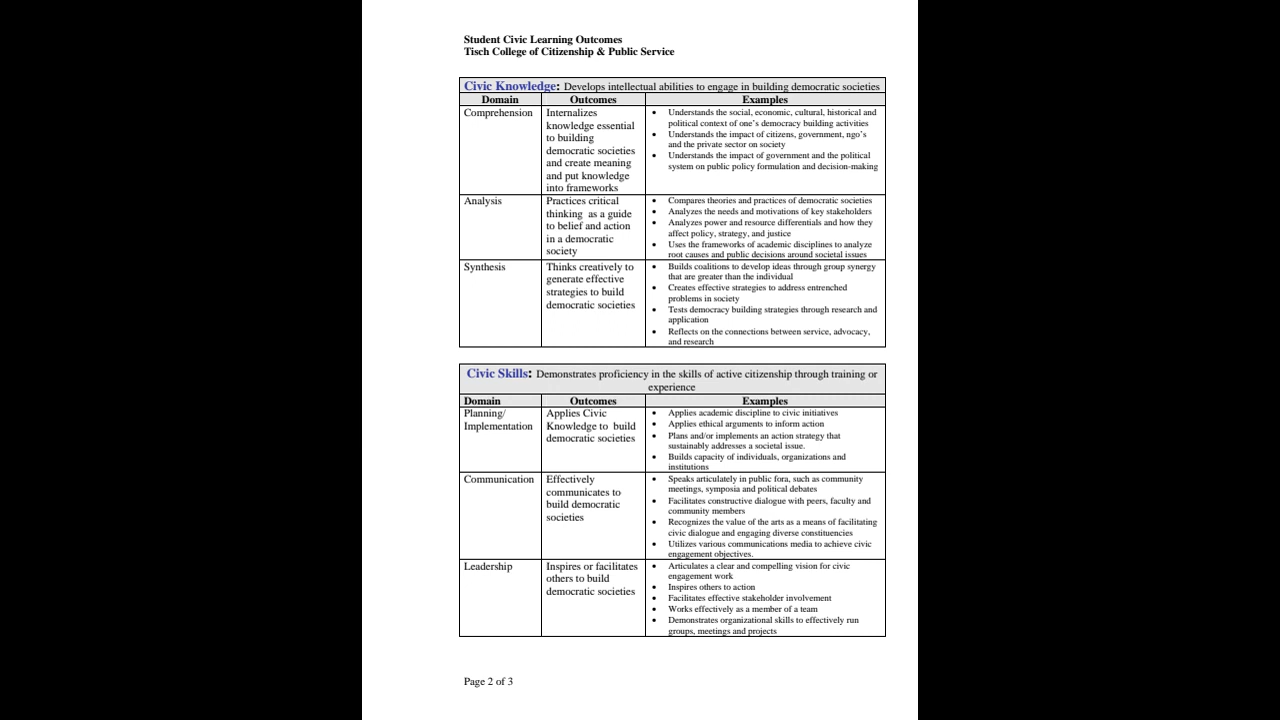 Student Civic Learning Outcomes
Tisch College of Citizenship & Public Service
Civic Knowledge: Develops intellectual abilities to engage in building democratic societies
Domain Outcomes Examples
Comprehension
Internalizes
knowledge essential
to building
democratic societies
and create meaning
and put knowledge
into frameworks
• Understands the social, economic, cultural, historical and
political context of one's democracy building activities
• Understands the impact of citizens, government, ngo's
and the private sector on society
• Understands the impact of government and the political
system on public policy formulation and decision-making
Analysis
Practices critical
thinking as a guide
to belief and action
in a democratic
society
• Compares theories and practices of democratic societies
• Analyzes the needs and motivations of key stakeholders
• Analyzes power and resource differentials and how they
affect policy, strategy, and justice
• Uses the frameworks of academic disciplines to analyze
root causes and public decisions around societal issues
Synthesis
Thinks creatively to
generate effective
strategies to build
democratic societies
• Builds coalitions to develop ideas through group synergy
that are greater than the individual
• Creates effective strategies to address entrenched
problems in society
• Tests democracy building strategies through research and
application
• Reflects on the connections between service, advocacy,
and research
Civic Skills: Demonstrates proficiency in the skills of active citizenship through training or
experience
Domain Outcomes Examples
Planning/
Implementation
Applies Civic
Knowledge to build
democratic societies
• Applies academic discipline to civic initiatives
• Applies ethical arguments to inform action
• Plans and/or implements an action strategy that
sustainably addresses a societal issue.
• Builds capacity of individuals, organizations and
institutions
Communication
Effectively
communicates to
build democratic
societies
• Speaks articulately in public fora, such as community
meetings, symposia and political debates
• Facilitates constructive dialogue with peers, faculty and
community members
• Recognizes the value of the arts as a means of facilitating
civic dialogue and engaging diverse constituencies
• Utilizes various communications media to achieve civic
engagement objectives.
Leadership
Inspires or facilitates
others to build
democratic societies
• Articulates a clear and compelling vision for civic
engagement work
• Inspires others to action
• Facilitates effective stakeholder involvement
• Works effectively as a member of a team
• Demonstrates organizational skills to effectively run
groups, meetings and projects
Page 2 of 3